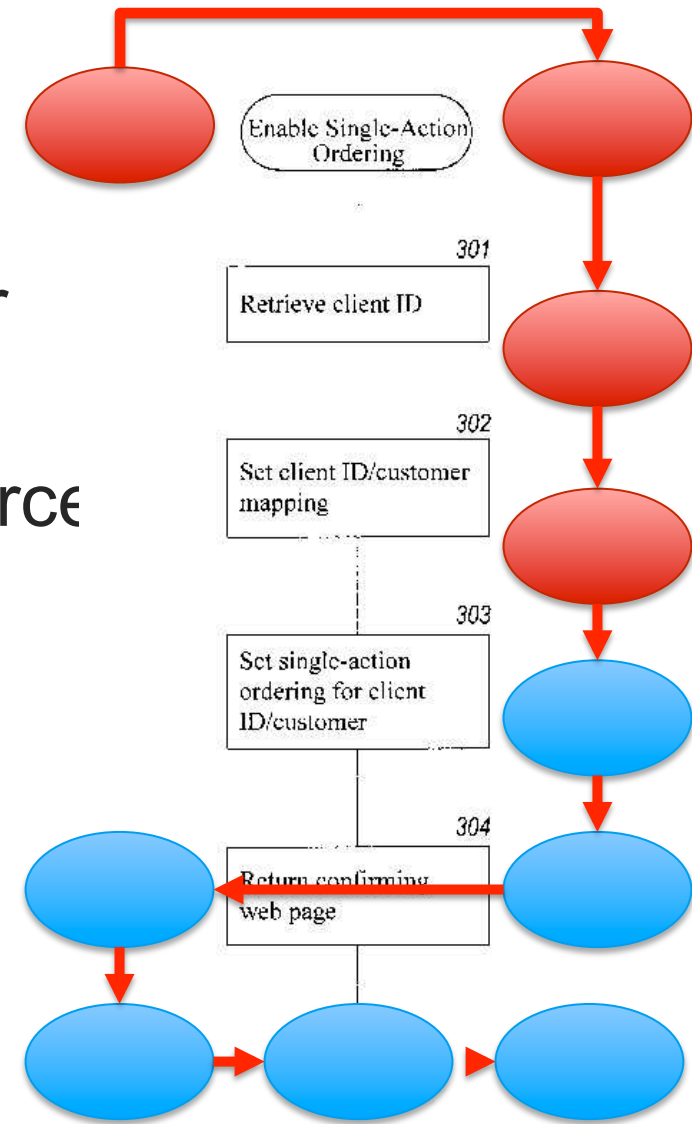 Enable Single-Action
Ordering
301
Retrieve client ID
302
Set client ID/customer
mapping
303
Set single-action
ordering for client
ID/customer
304
Return confirming
web page